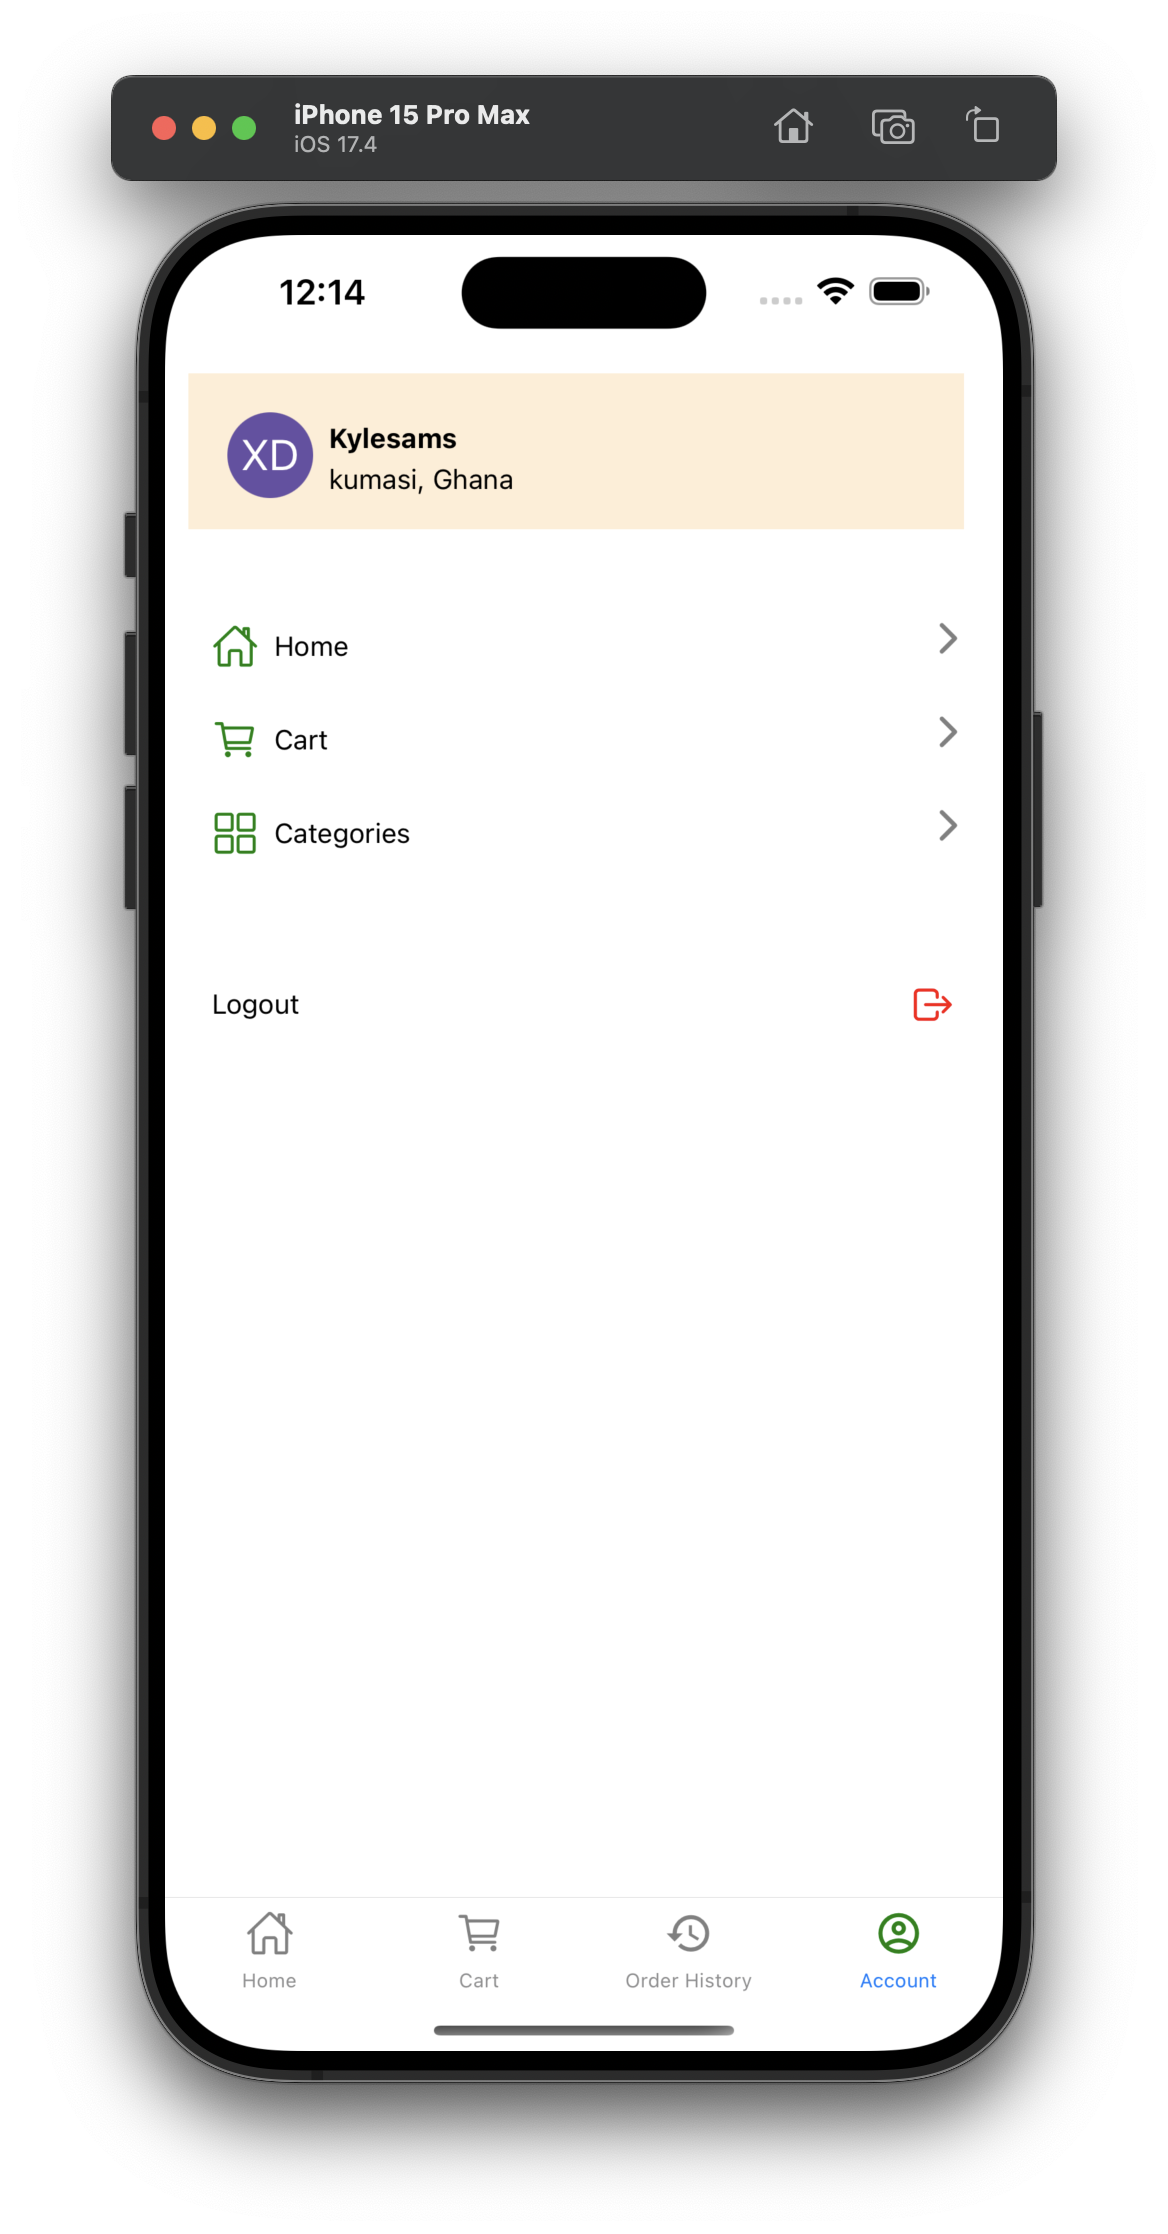 iPhone 15 Pro Max
iOS 17.4
12:14
XD
Kylesams
kumasi, Ghana
Home
Cart
Categories
Logout
Home Cart Order History Account